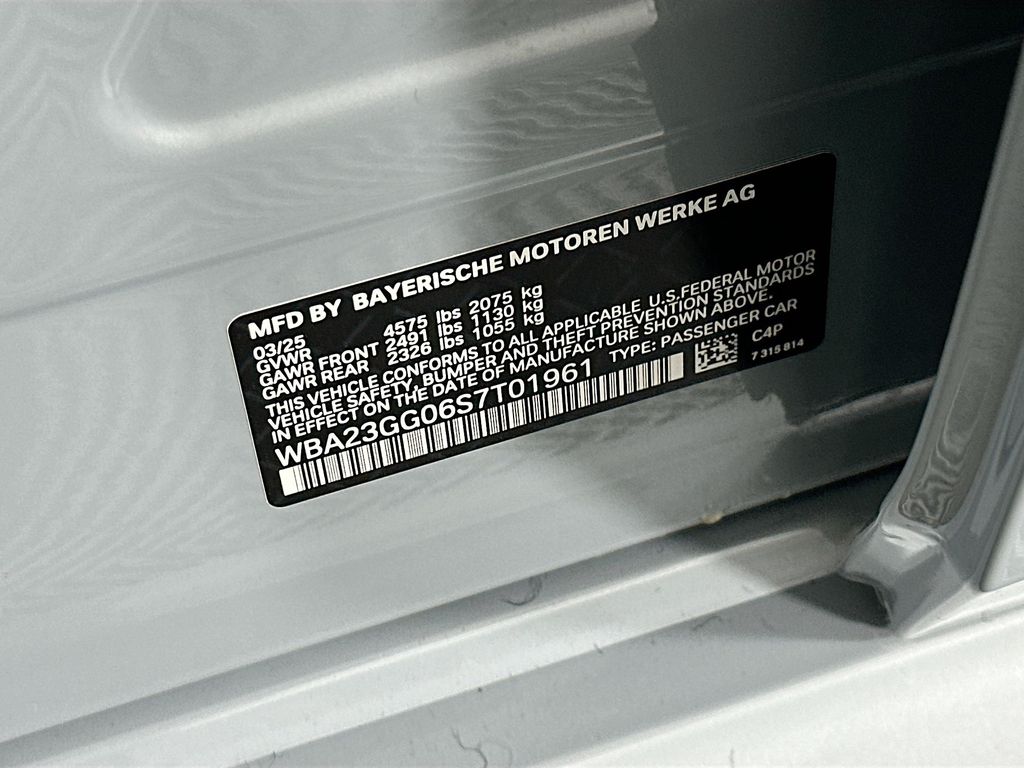 MFD BY BAYERISCHE MOTOREN WERKE AG
03/25
GVWR 4575 lbs 2075 kg
GAWR FRONT 2491 lbs 1130 kg
GAWR REAR 2326 lbs 1055 kg
THIS VEHICLE CONFORMS TO ALL APPLICABLE U.S. FEDERAL MOTOR
VEHICLE SAFETY, BUMPER AND THEFT PREVENTION STANDARDS
IN EFFECT ON THE DATE OF MANUFACTURE SHOWN ABOVE.
WBA23GG06S7T01961 TYPE: PASSENGER CAR
C4P
7 315 814